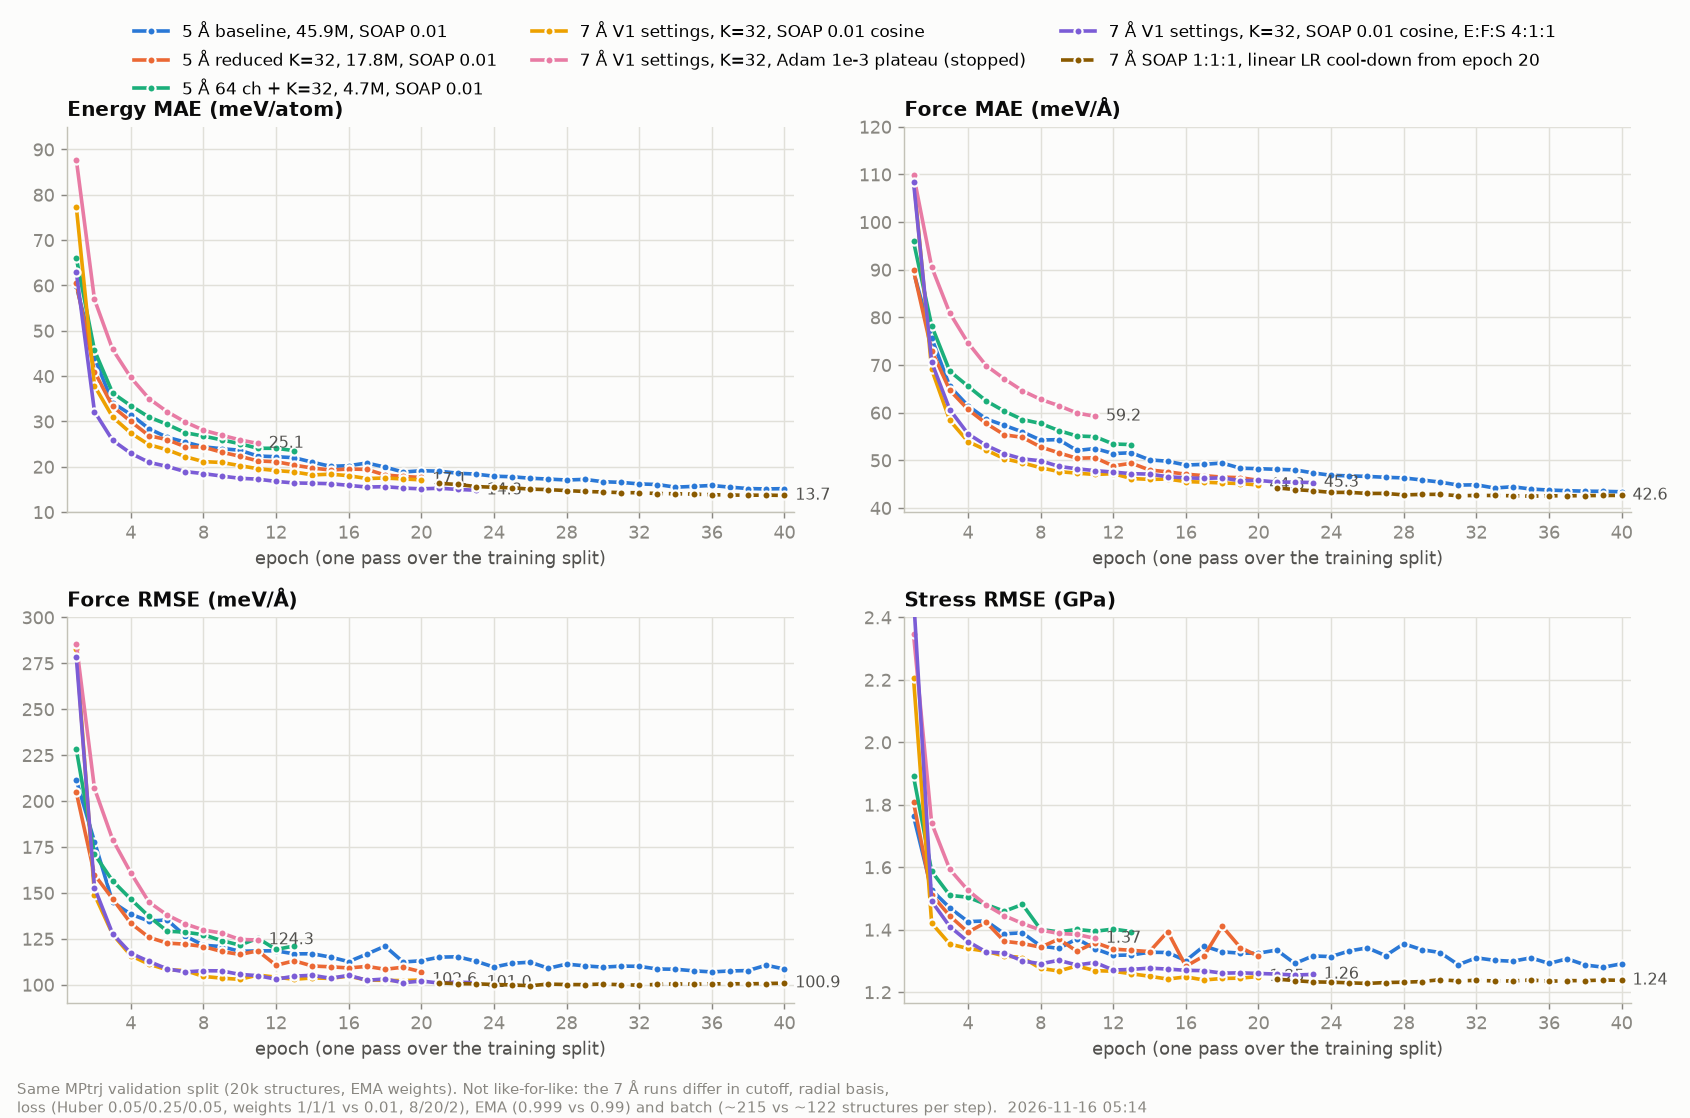 5 Å baseline, 45.9M, SOAP 0.01
5 Å reduced K=32, 17.8M, SOAP 0.01
5 Å 64 ch + K=32, 4.7M, SOAP 0.01
7 Å V1 settings, K=32, SOAP 0.01 cosine
7 Å V1 settings, K=32, Adam 1e-3 plateau (stopped)
7 Å V1 settings, K=32, SOAP 0.01 cosine, E:F:S 4:1:1
7 Å SOAP 1:1:1, linear LR cool-down from epoch 20
Energy MAE (meV/atom)
90
80
70
60
50
40
30
20
10
25.1
13.7
4 8 12 16 20 24 28 32 36 40
epoch (one pass over the training split)
Force MAE (meV/Å)
120
110
100
90
80
70
60
50
40
59.2
45.3
42.6
4 8 12 16 20 24 28 32 36 40
epoch (one pass over the training split)
Force RMSE (meV/Å)
300
275
250
225
200
175
150
125
100
124.3
102.6
101.0
100.9
4 8 12 16 20 24 28 32 36 40
epoch (one pass over the training split)
Stress RMSE (GPa)
2.4
2.2
2.0
1.8
1.6
1.4
1.2
1.37
1.26
1.24
4 8 12 16 20 24 28 32 36 40
epoch (one pass over the training split)
Same MPtrj validation split (20k structures, EMA weights). Not like-for-like: the 7 Å runs differ in cutoff, radial basis,
loss (Huber 0.05/0.25/0.05, weights 1/1/1 vs 0.01, 8/20/2), EMA (0.999 vs 0.99) and batch (~215 vs ~122 structures per step).  2026-11-16 05:14